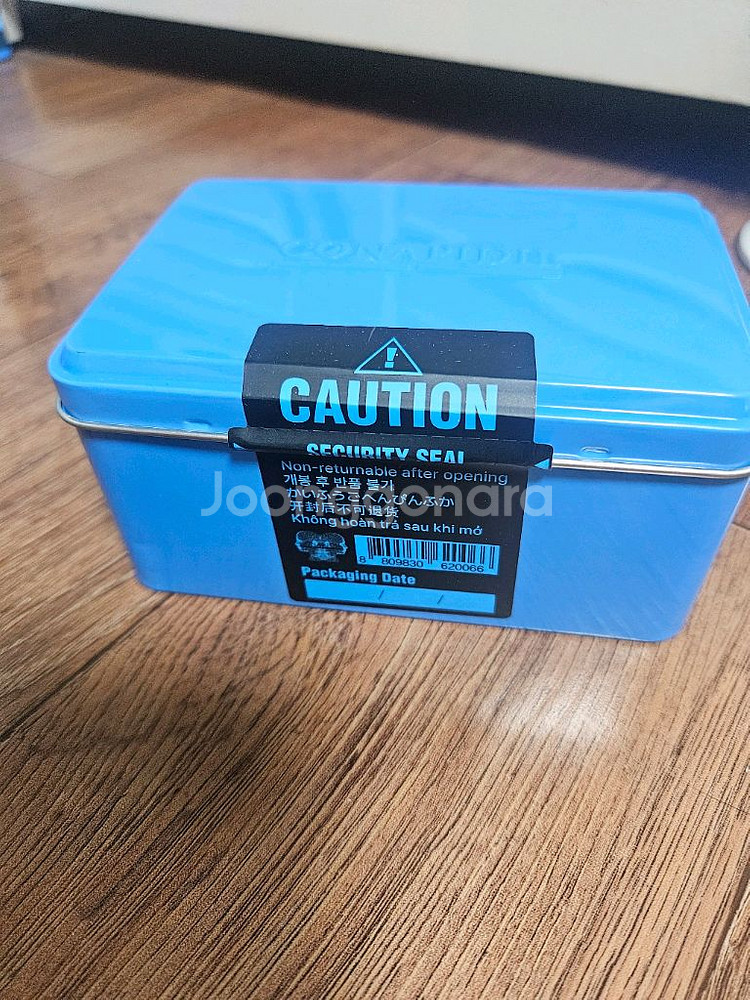 !
CAUTION
SECURITY SEAL
Non-returnable after opening
개봉 후 반품 불가
かいふうごへんぴんふか
开封后不可退货
Không hoàn trả sau khi mở
Joonggonara
8 809830 620066
Packaging Date
/ /